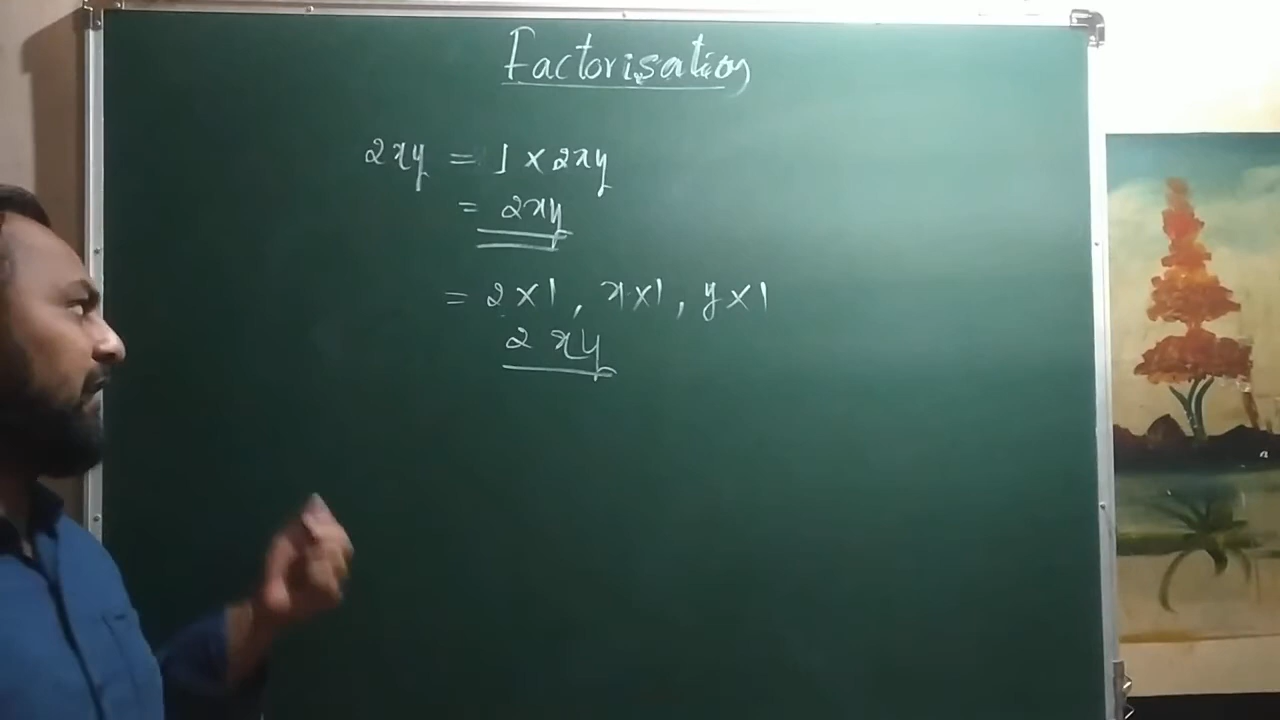 Factorisation
2xy = 1 × 2xy
= 2xy
= 2 × 1, x × 1, y × 1
2 xy